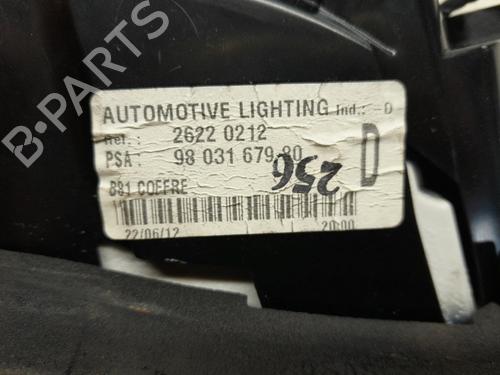 AUTOMOTIVE LIGHTING Ind.: D
Ref.: 2622 0212
PSA: 98 031 679 80
256
D
B91 COFFRE
22/06/12 20:00
B-PARTS